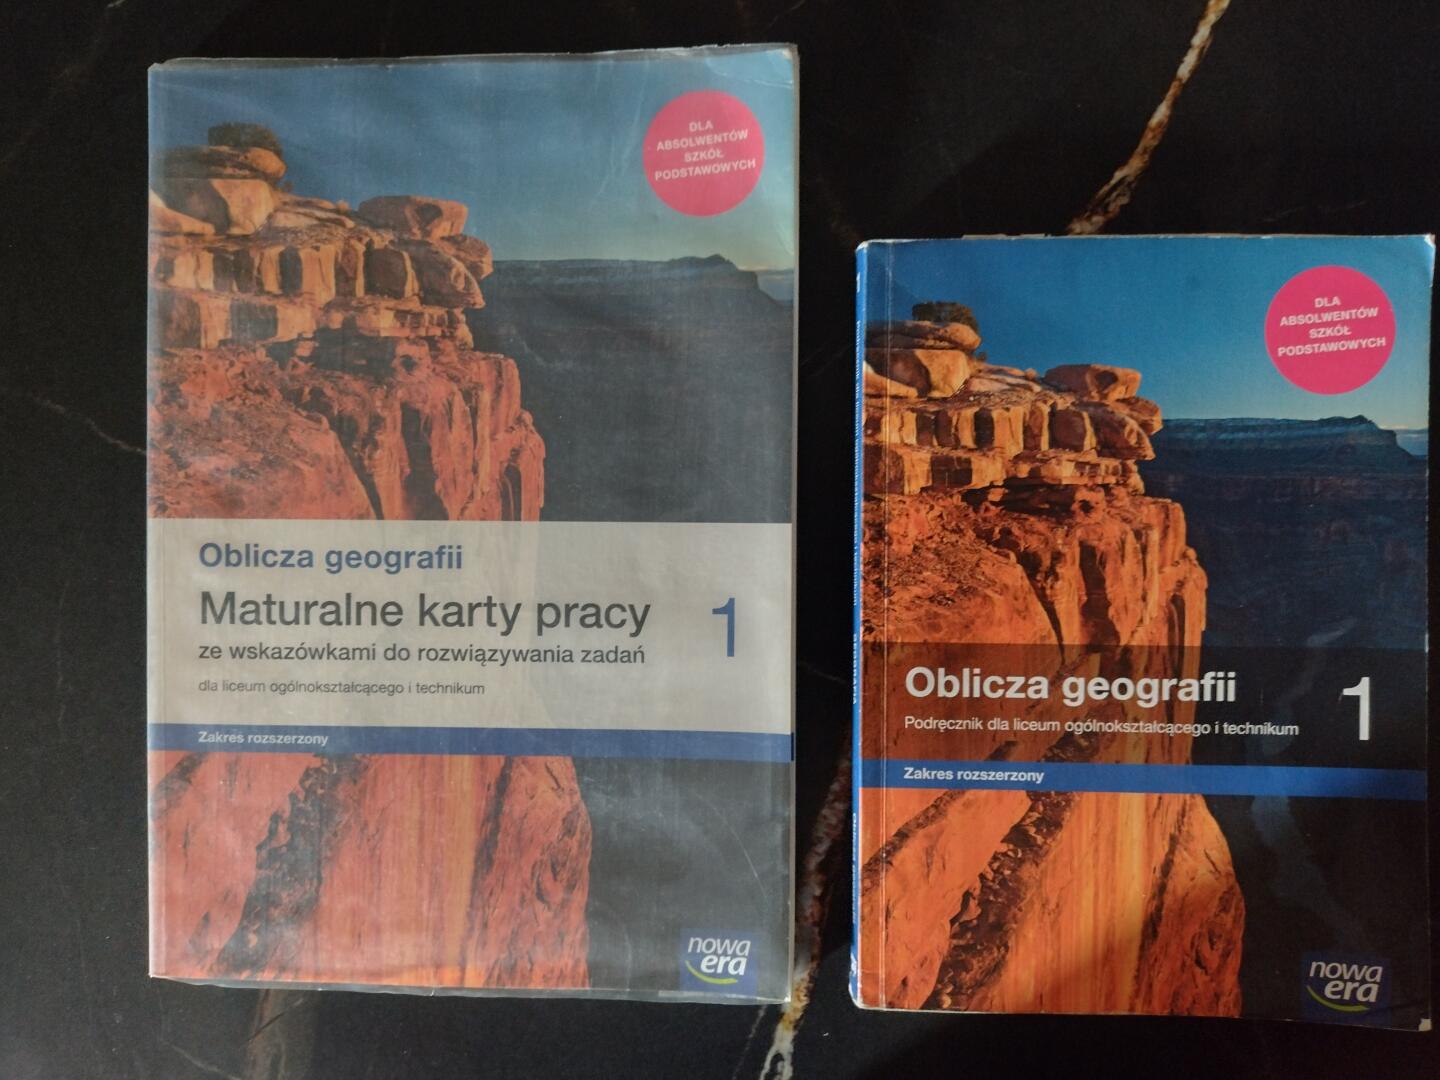 DLA
ABSOLWENTÓW
SZKÓŁ
PODSTAWOWYCH
Oblicza geografii
Maturalne karty pracy 1
ze wskazówkami do rozwiązywania zadań
dla liceum ogólnokształcącego i technikum
Zakres rozszerzony
nowa
era
DLA
ABSOLWENTÓW
SZKÓŁ
PODSTAWOWYCH
Oblicza geografii 1
Podręcznik dla liceum ogólnokształcącego i technikum
Zakres rozszerzony
nowa
era